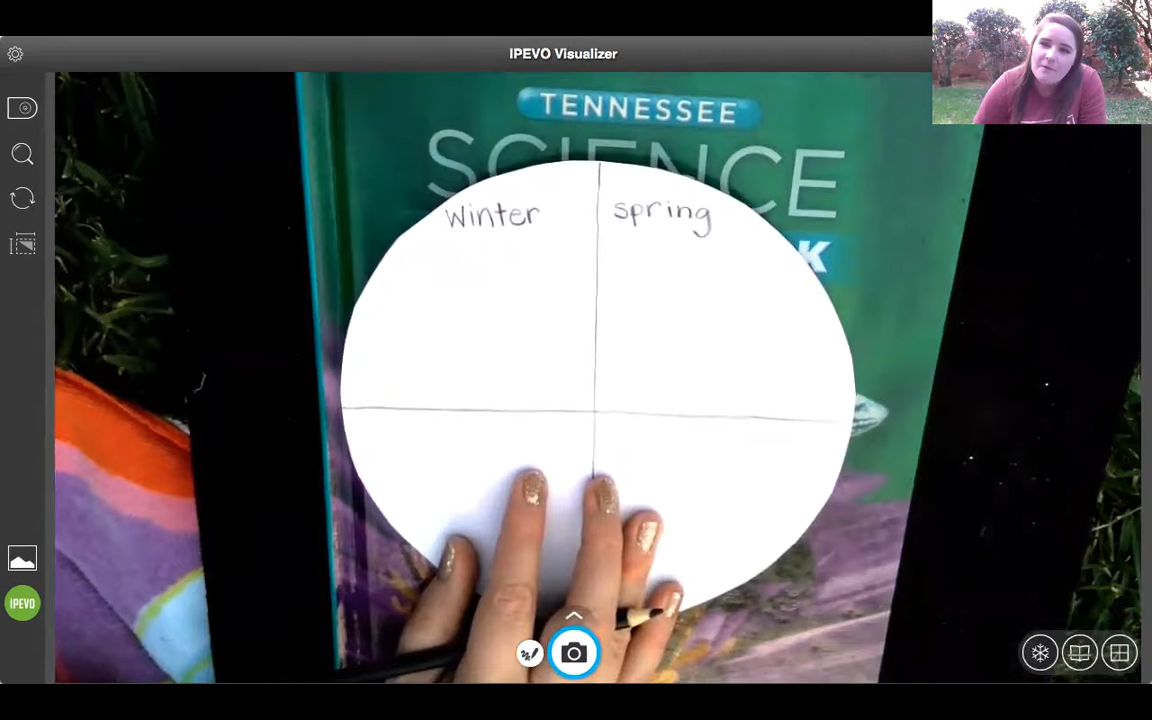 IPEVO Visualizer
TENNESSEE
SCIENCE
Winter
spring
IPEVO